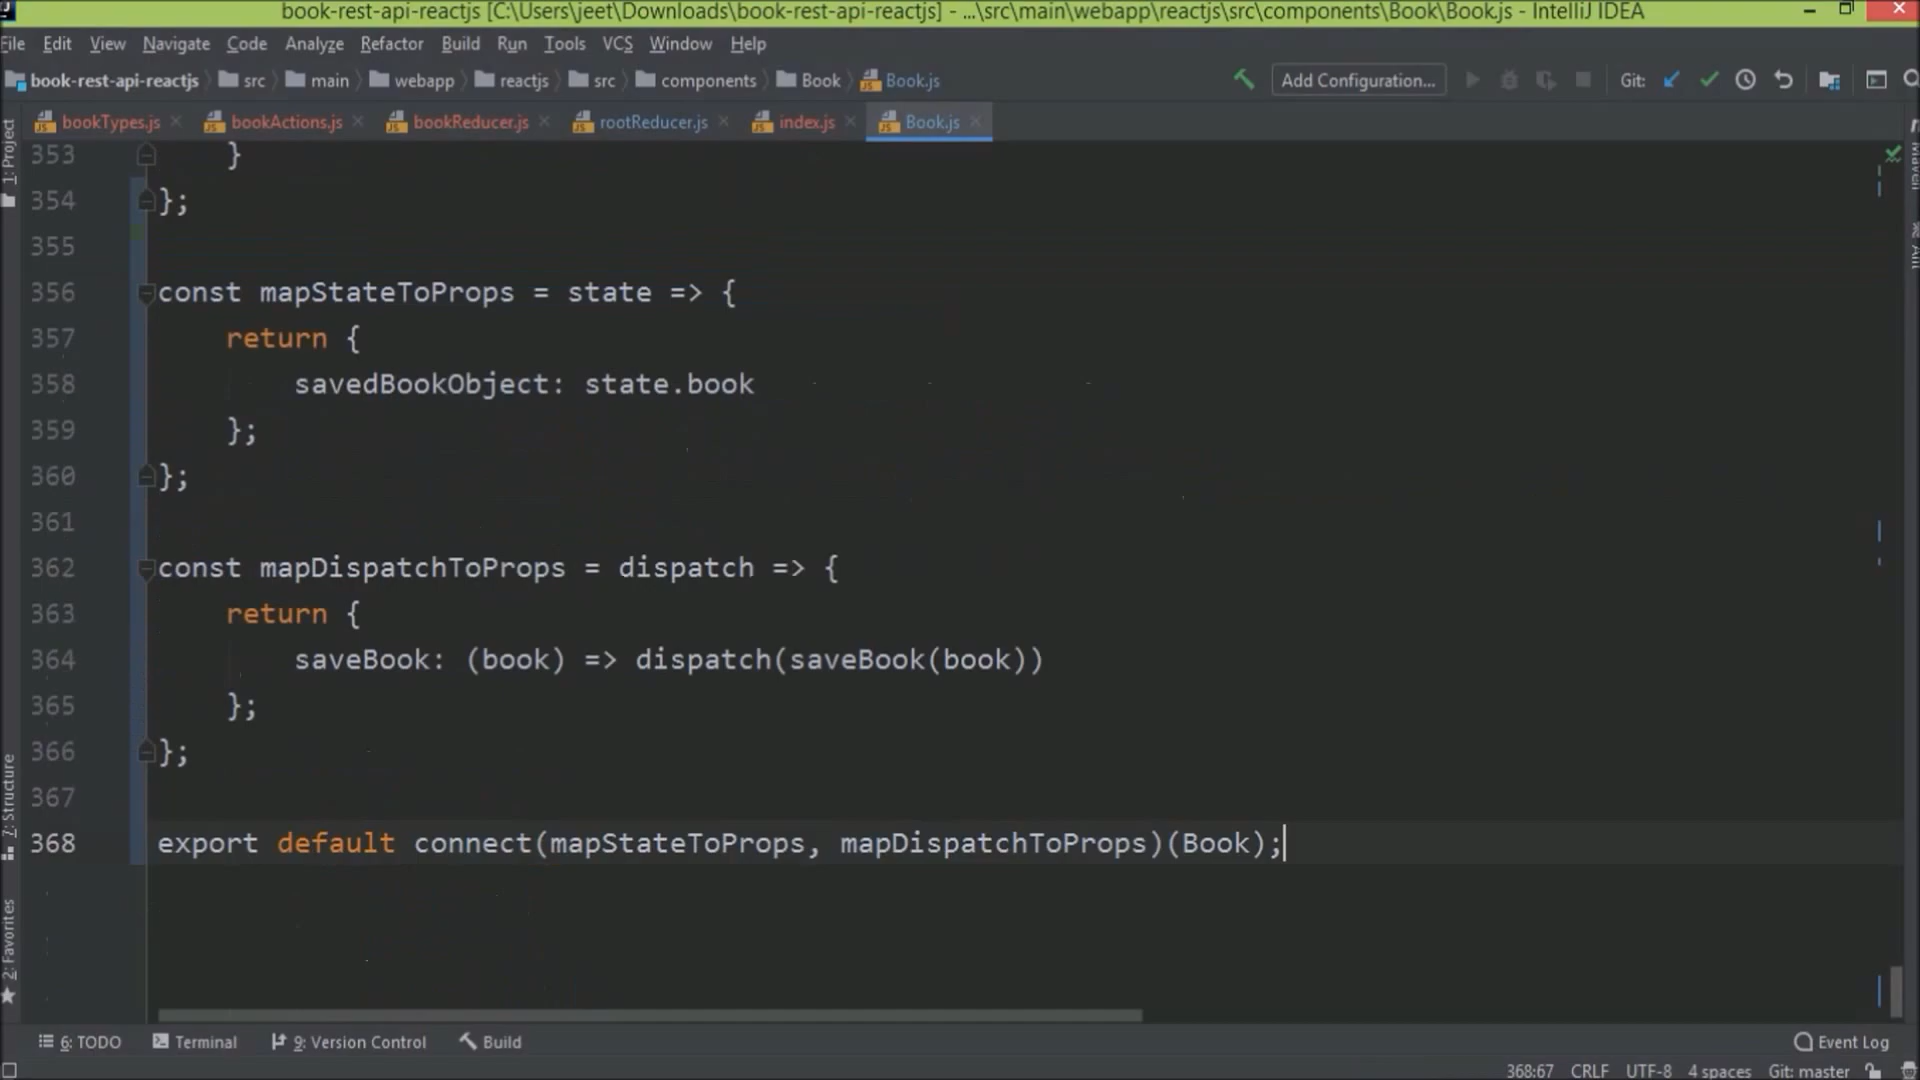 book-rest-api-reactjs [C:\Users\jeet\Downloads\book-rest-api-reactjs] - ...\src\main\webapp\reactjs\src\components\Book\Book.js - IntelliJ IDEA
File Edit View Navigate Code Analyze Refactor Build Run Tools VCS Window Help
book-rest-api-reactjs src main webapp reactjs src components Book Book.js Add Configuration... Git:
bookTypes.js bookActions.js bookReducer.js rootReducer.js index.js Book.js
1: Project
Maven
Ant
7: Structure
2: Favorites
353 }
354 };
355
356 const mapStateToProps = state => {
357 return {
358 savedBookObject: state.book
359 };
360 };
361
362 const mapDispatchToProps = dispatch => {
363 return {
364 saveBook: (book) => dispatch(saveBook(book))
365 };
366 };
367
368 export default connect(mapStateToProps, mapDispatchToProps)(Book);
6: TODO Terminal 9: Version Control Build Event Log
368:67 CRLF UTF-8 4 spaces Git: master